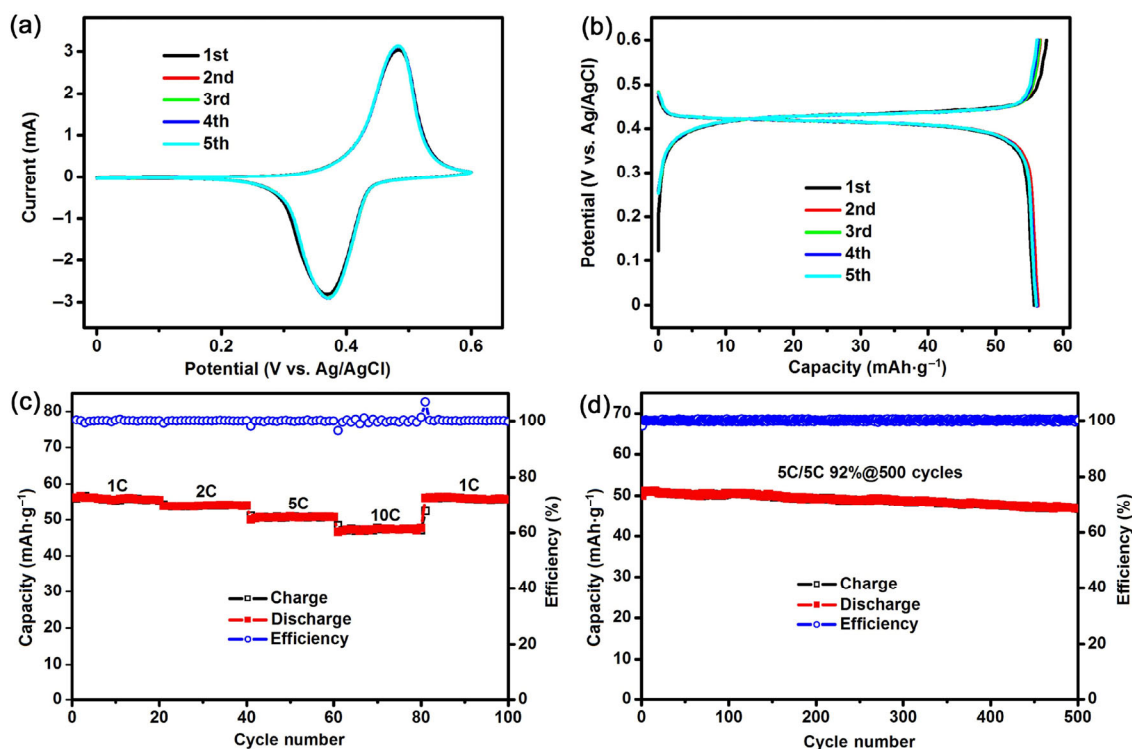 (a)
1st
2nd
3rd
4th
5th
Current (mA)
3
2
1
0
−1
−2
−3
0
0.2
0.4
0.6
Potential (V vs. Ag/AgCl)
(b)
Potential (V vs. Ag/AgCl)
0.6
0.5
0.4
0.3
0.2
0.1
0
1st
2nd
3rd
4th
5th
0
10
20
30
40
50
60
Capacity (mAh·g⁻¹)
(c)
Capacity (mAh·g⁻¹)
80
70
60
50
40
30
20
10
0
1C
2C
5C
10C
1C
Charge
Discharge
Efficiency
100
80
60
40
20
0
Efficiency (%)
0
20
40
60
80
100
Cycle number
(d)
Capacity (mAh·g⁻¹)
70
60
50
40
30
20
10
0
5C/5C 92%@500 cycles
Charge
Discharge
Efficiency
100
80
60
40
20
0
Efficiency (%)
0
100
200
300
400
500
Cycle number